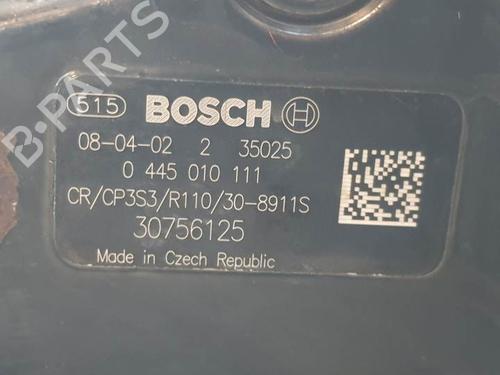 515 BOSCH
08-04-02 2 35025
0 445 010 111
CR/CP3S3/R110/30-8911S
30756125
Made in Czech Republic
B-PARTS